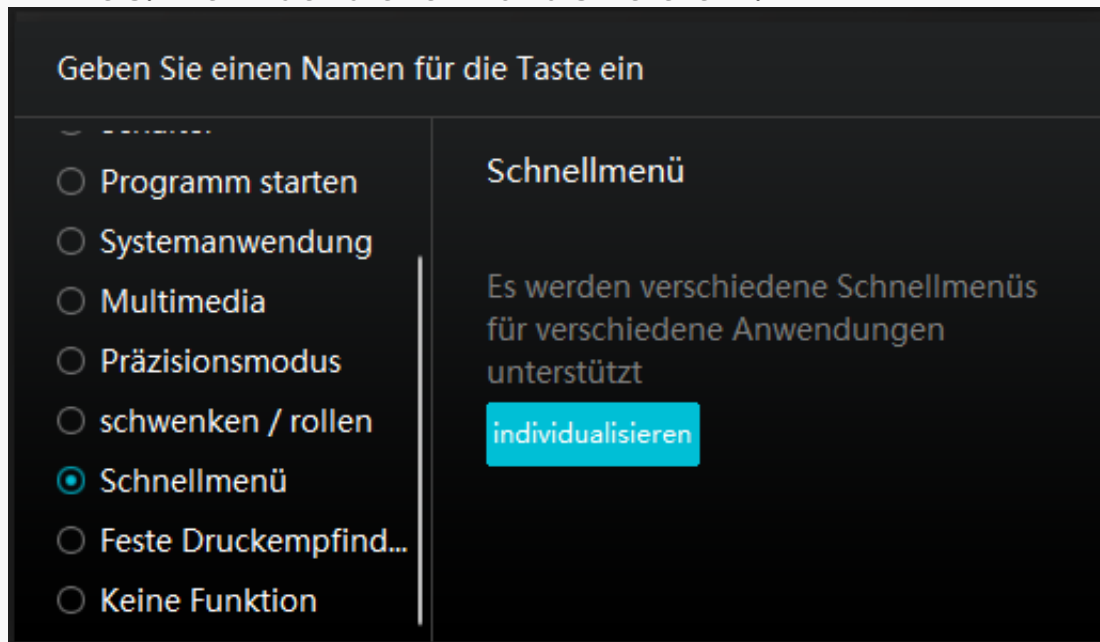 Geben Sie einen Namen für die Taste ein
Programm starten
Systemanwendung
Multimedia
Präzisionsmodus
schwenken / rollen
Schnellmenü
Feste Druckempfind...
Keine Funktion
Schnellmenü
Es werden verschiedene Schnellmenüs
für verschiedene Anwendungen
unterstützt
individualisieren